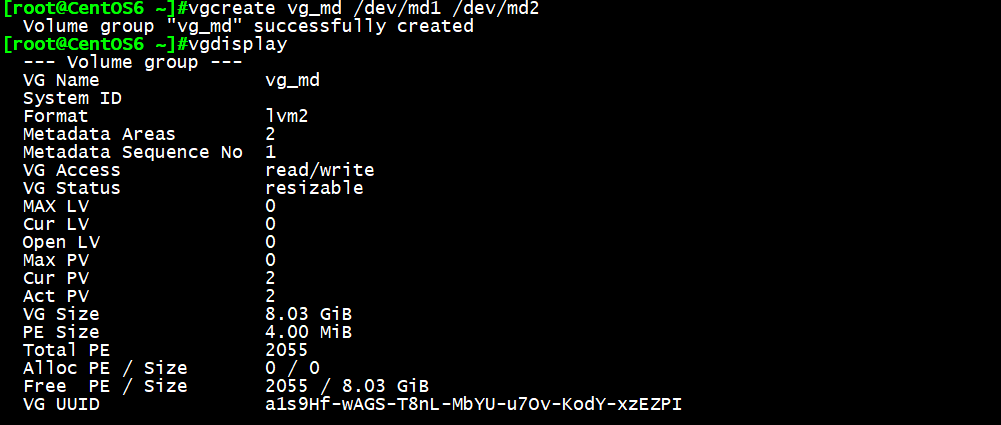 [root@CentOS6 ~]#vgcreate vg_md /dev/md1 /dev/md2
  Volume group "vg_md" successfully created
[root@CentOS6 ~]#vgdisplay
  --- Volume group ---
  VG Name               vg_md
  System ID
  Format                lvm2
  Metadata Areas        2
  Metadata Sequence No  1
  VG Access             read/write
  VG Status             resizable
  MAX LV                0
  Cur LV                0
  Open LV               0
  Max PV                0
  Cur PV                2
  Act PV                2
  VG Size               8.03 GiB
  PE Size               4.00 MiB
  Total PE              2055
  Alloc PE / Size       0 / 0
  Free  PE / Size       2055 / 8.03 GiB
  VG UUID               a1s9Hf-wAGS-T8nL-MbYU-u7Ov-KodY-xzEZPI